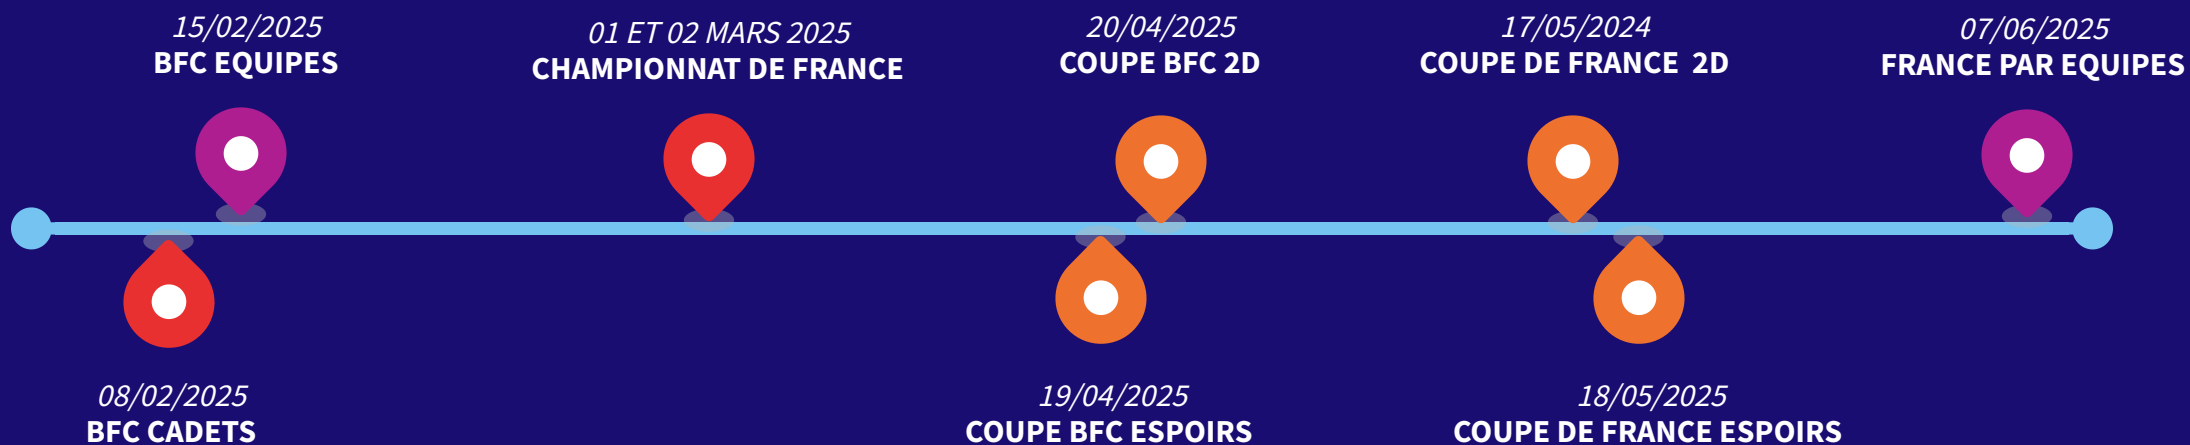 15/02/2025
BFC EQUIPES
01 ET 02 MARS 2025
CHAMPIONNAT DE FRANCE
20/04/2025
COUPE BFC 2D
17/05/2024
COUPE DE FRANCE  2D
07/06/2025
FRANCE PAR EQUIPES
08/02/2025
BFC CADETS
19/04/2025
COUPE BFC ESPOIRS
18/05/2025
COUPE DE FRANCE ESPOIRS